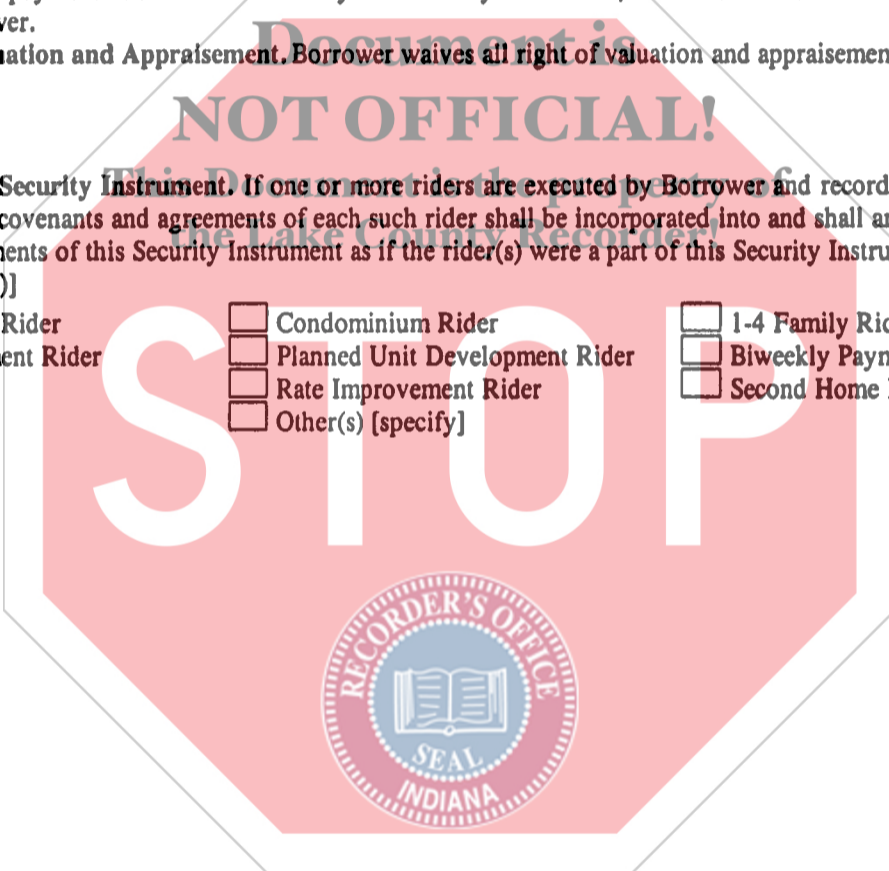 ver.
ation and Appraisement. Borrower waives all right of valuation and appraisemen
Document is
NOT OFFICIAL!
This Document is the property of
the Lake County Recorder!
Security Instrument. If one or more riders are executed by Borrower and record
covenants and agreements of each such rider shall be incorporated into and shall a
ents of this Security Instrument as if the rider(s) were a part of this Security Instru
)]
Rider Condominium Rider 1-4 Family Rid
ent Rider Planned Unit Development Rider Biweekly Payn
Rate Improvement Rider Second Home
Other(s) [specify]
STOP
RECORDER'S OFFICE
SEAL
INDIANA